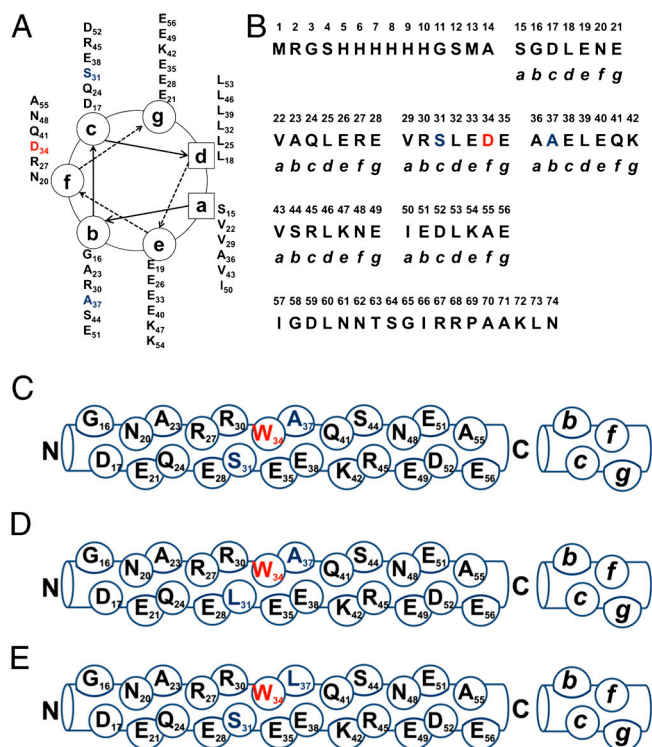 A
D52
R45
E38
S31
Q24
D17
E56
E49
K42
E35
E28
E21
A55
N48
Q41
D34
R27
N20
L53
L46
L39
L32
L25
L18
c
g
d
f
a
b
e
S15
V22
V29
A36
V43
I50
G16
A23
R30
A37
S44
E51
E19
E26
E33
E40
K47
K54
B
1 2 3 4 5 6 7 8 9 10 11 12 13 14 15 16 17 18 19 20 21
M R G S H H H H H H G S M A S G D L E N E
a b c d e f g
22 23 24 25 26 27 28 29 30 31 32 33 34 35 36 37 38 39 40 41 42
V A Q L E R E V R S L E D E A A E L E Q K
a b c d e f g a b c d e f g a b c d e f g
43 44 45 46 47 48 49 50 51 52 53 54 55 56
V S R L K N E I E D L K A E
a b c d e f g a b c d e f g
57 58 59 60 61 62 63 64 65 66 67 68 69 70 71 72 73 74
I G D L N N T S G I R R P A A K L N
C
N G16 N20 A23 R27 R30 W34 A37 Q41 S44 N48 E51 A55 C b f
D17 E21 Q24 E28 S31 E35 E38 K42 R45 E49 D52 E56 c g
D
N G16 N20 A23 R27 R30 W34 A37 Q41 S44 N48 E51 A55 C b f
D17 E21 Q24 E28 L31 E35 E38 K42 R45 E49 D52 E56 c g
E
N G16 N20 A23 R27 R30 W34 L37 Q41 S44 N48 E51 A55 C b f
D17 E21 Q24 E28 S31 E35 E38 K42 R45 E49 D52 E56 c g